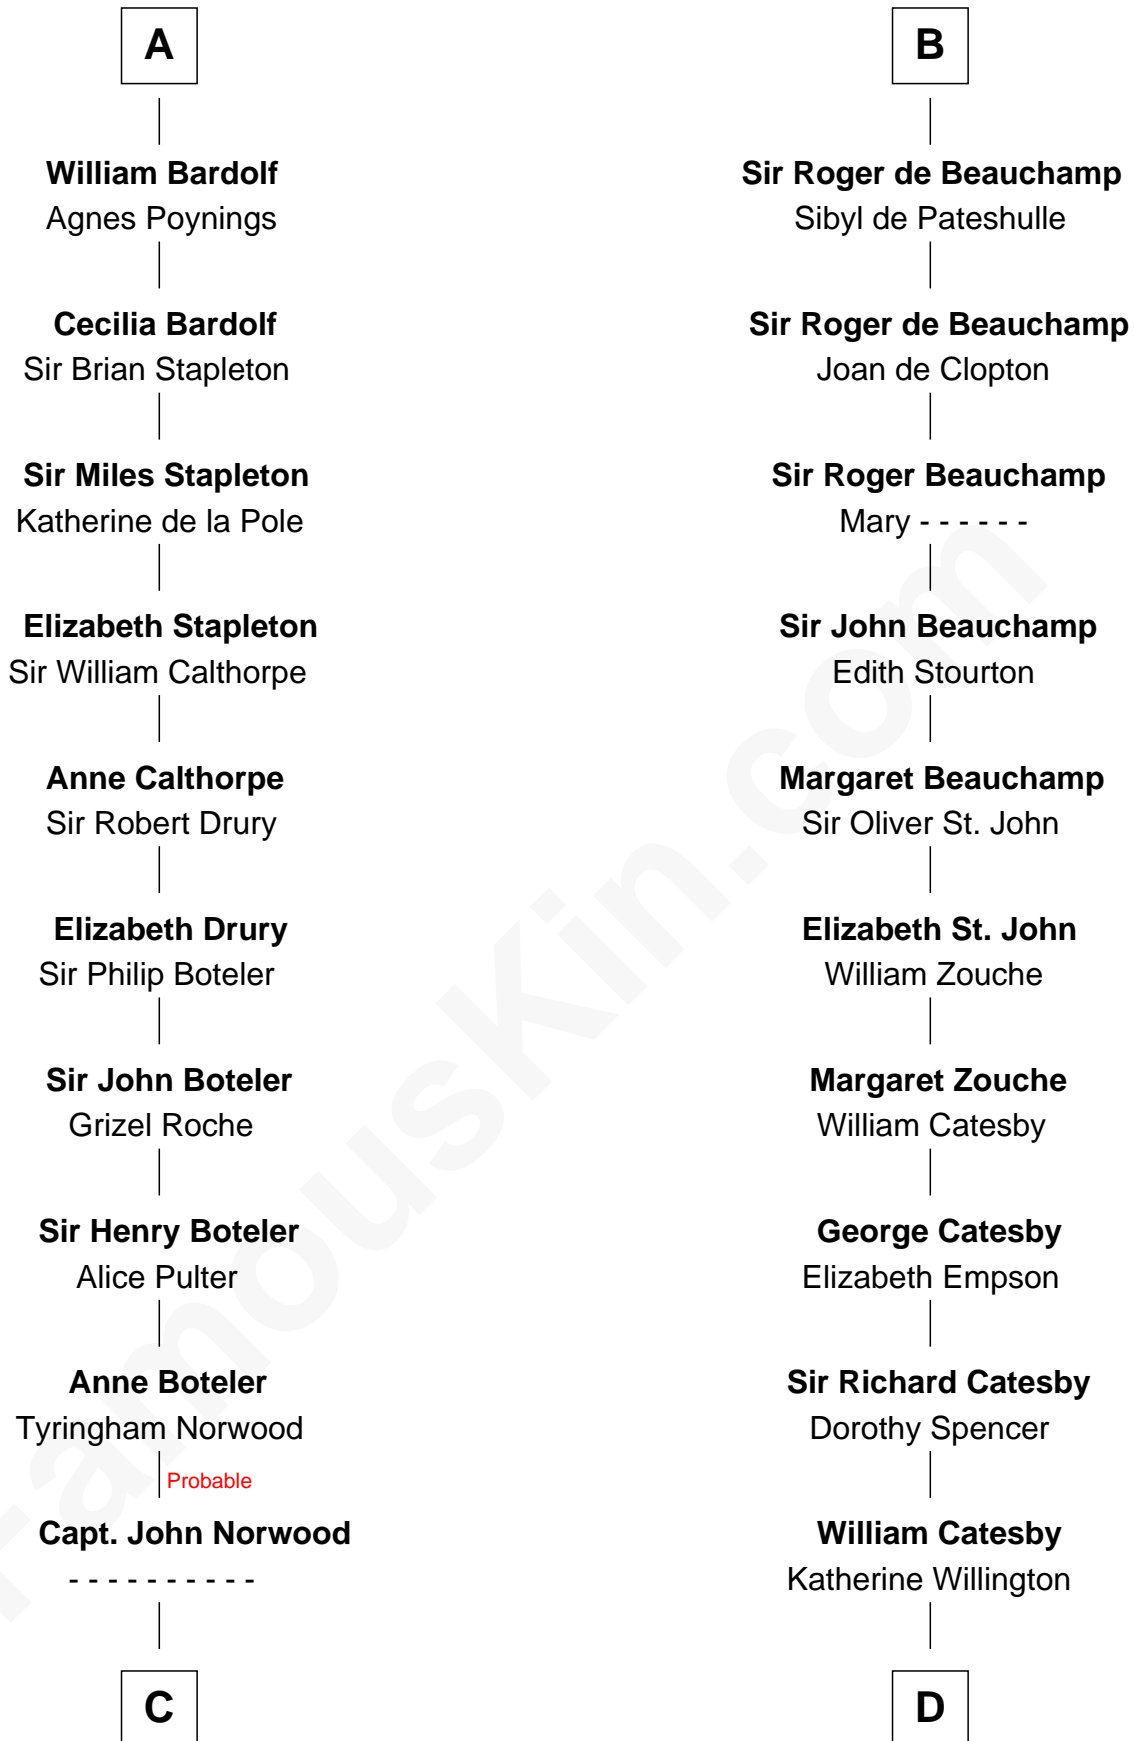 A
William Bardolf
Agnes Poynings
Cecilia Bardolf
Sir Brian Stapleton
Sir Miles Stapleton
Katherine de la Pole
Elizabeth Stapleton
Sir William Calthorpe
Anne Calthorpe
Sir Robert Drury
Elizabeth Drury
Sir Philip Boteler
Sir John Boteler
Grizel Roche
Sir Henry Boteler
Alice Pulter
Anne Boteler
Tyringham Norwood
Probable
Capt. John Norwood
- - - - - - - - - -
C
B
Sir Roger de Beauchamp
Sibyl de Pateshulle
Sir Roger de Beauchamp
Joan de Clopton
Sir Roger Beauchamp
Mary - - - - - -
Sir John Beauchamp
Edith Stourton
Margaret Beauchamp
Sir Oliver St. John
Elizabeth St. John
William Zouche
Margaret Zouche
William Catesby
George Catesby
Elizabeth Empson
Sir Richard Catesby
Dorothy Spencer
William Catesby
Katherine Willington
D
FamousKin.com